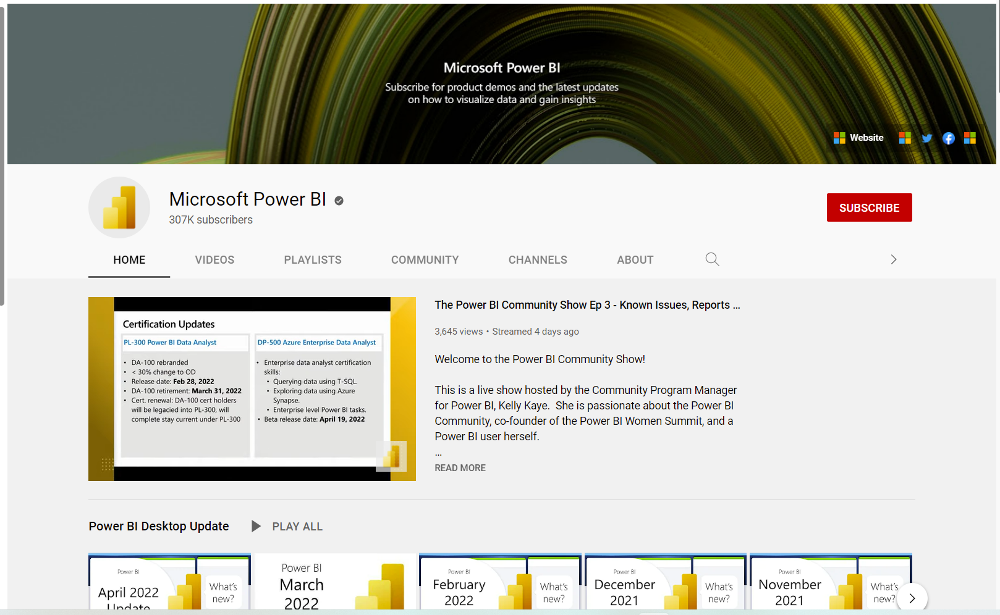 Microsoft Power BI
Subscribe for product demos and the latest updates
on how to visualize data and gain insights
Website
Microsoft Power BI
307K subscribers
SUBSCRIBE
HOME VIDEOS PLAYLISTS COMMUNITY CHANNELS ABOUT
Certification Updates
PL-300 Power BI Data Analyst
• DA-100 rebranded
• < 30% change to OD
• Release date: Feb 28, 2022
• DA-100 retirement: March 31, 2022
• Cert. renewal: DA-100 cert holders
will be legacied into PL-300, will
complete stay current under PL-300
DP-500 Azure Enterprise Data Analyst
• Enterprise data analyst certification
skills:
• Querying data using T-SQL.
• Exploring data using Azure
Synapse.
• Enterprise level Power BI tasks.
• Beta release date: April 19, 2022
The Power BI Community Show Ep 3 - Known Issues, Reports ...
3,645 views • Streamed 4 days ago
Welcome to the Power BI Community Show!
This is a live show hosted by the Community Program Manager
for Power BI, Kelly Kaye.  She is passionate about the Power BI
Community, co-founder of the Power BI Women Summit, and a
Power BI user herself.
...
READ MORE
Power BI Desktop Update PLAY ALL
Power BI
April 2022
Update
What's
new?
Power BI
March
2022
Power BI
February
2022
What's
new?
Power BI
December
2021
What's
new?
Power BI
November
2021
What's
new?